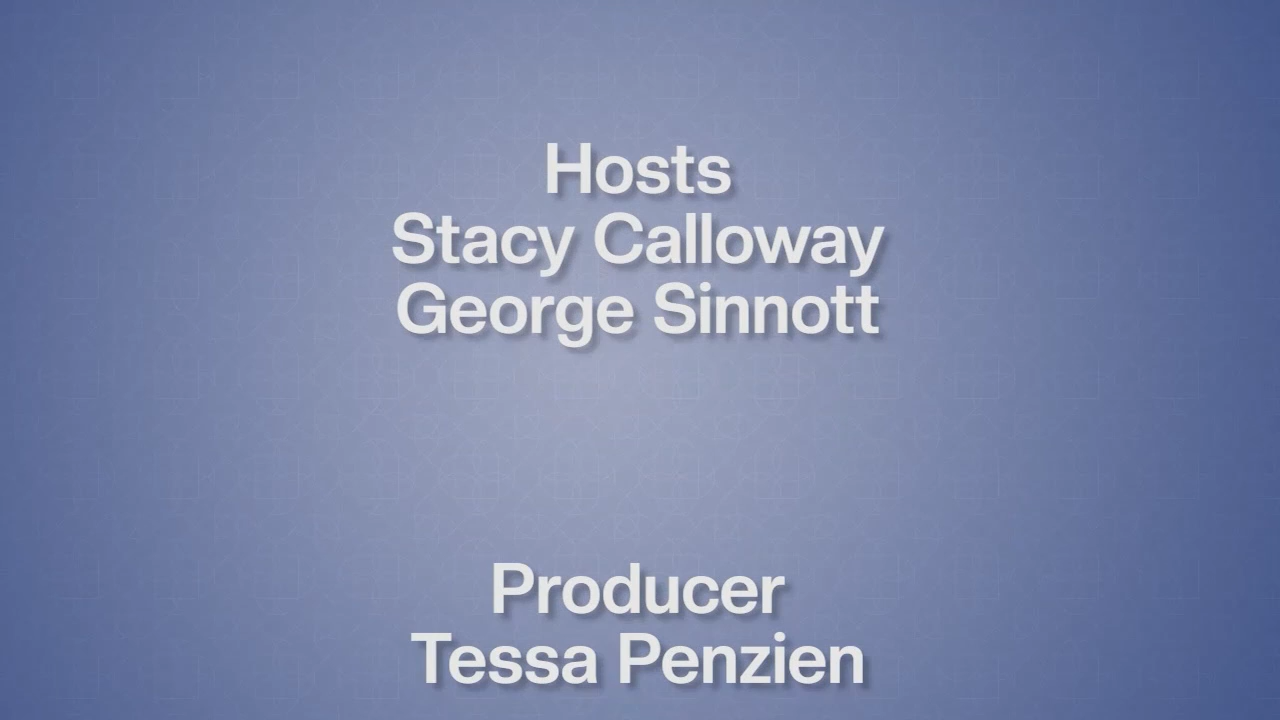 Hosts
Stacy Calloway
George Sinnott
Producer
Tessa Penzien